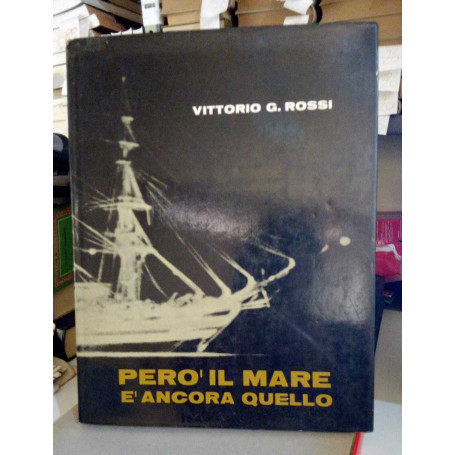 VITTORIO G. ROSSI
PERO' IL MARE
E' ANCORA QUELLO